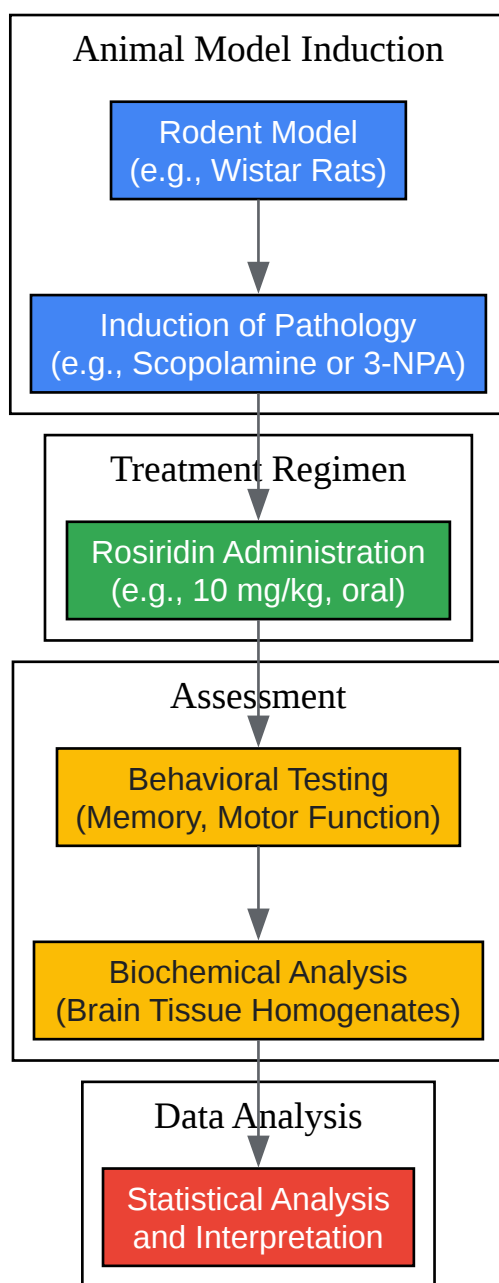 Animal Model Induction
Rodent Model
(e.g., Wistar Rats)
Induction of Pathology
(e.g., Scopolamine or 3-NPA)
Treatment Regimen
Rosiridin Administration
(e.g., 10 mg/kg, oral)
Assessment
Behavioral Testing
(Memory, Motor Function)
Biochemical Analysis
(Brain Tissue Homogenates)
Data Analysis
Statistical Analysis
and Interpretation